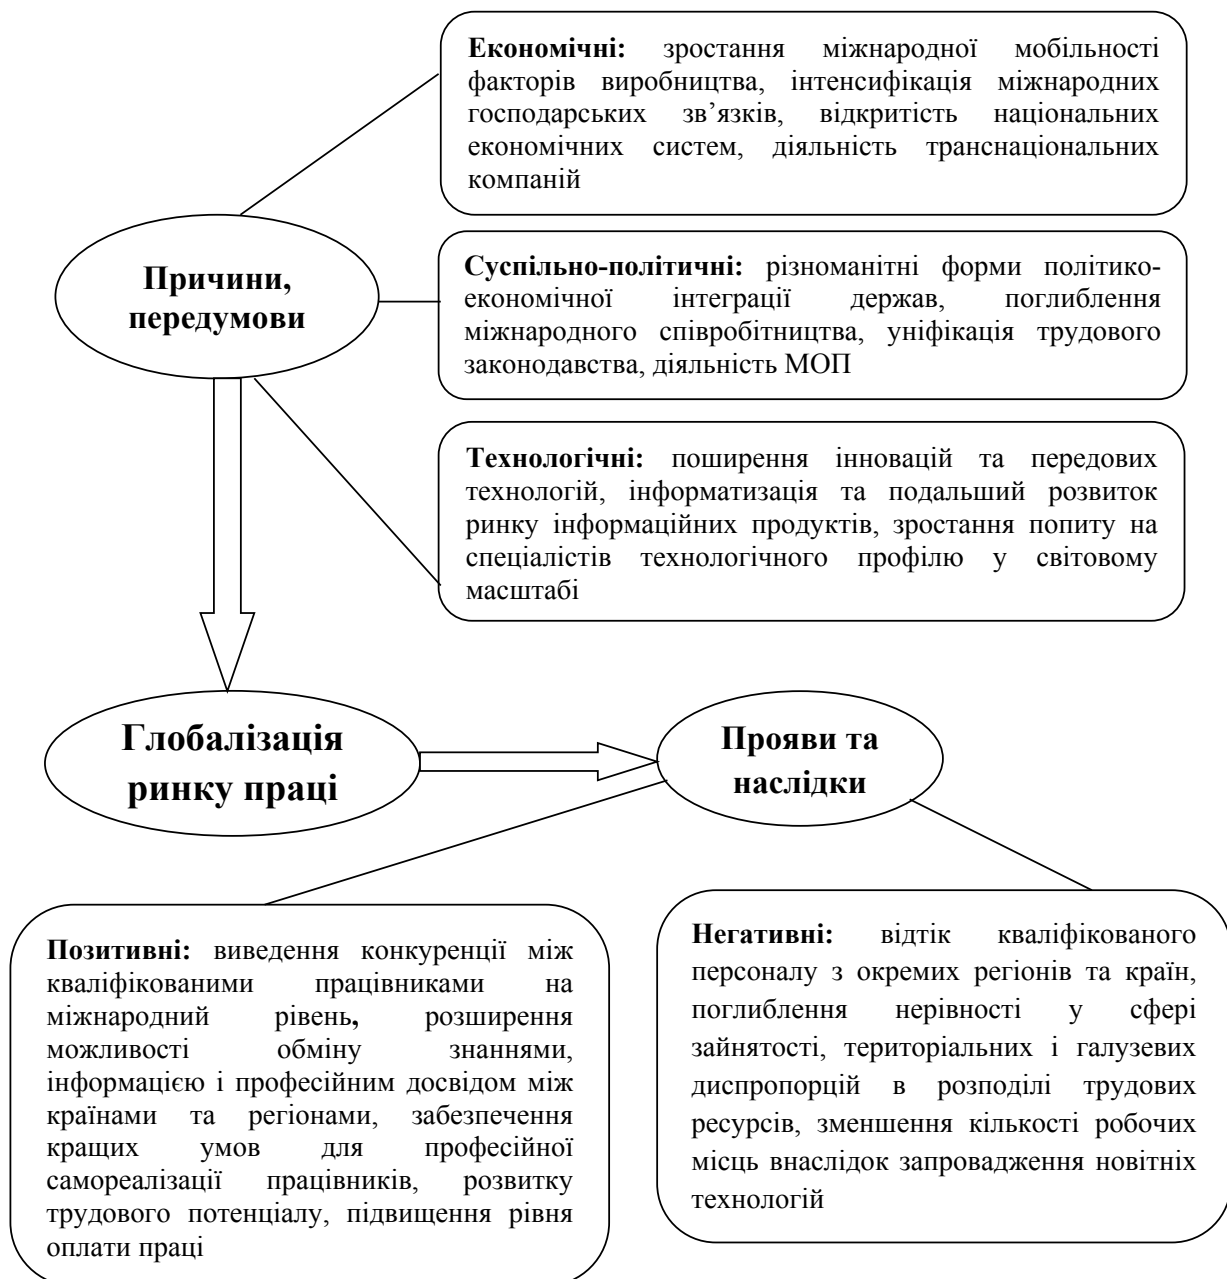 Економічні: зростання міжнародної мобільності
факторів виробництва, інтенсифікація міжнародних
господарських зв’язків, відкритість національних
економічних систем, діяльність транснаціональних
компаній
Причини,
передумови
Суспільно-політичні: різноманітні форми політико-
економічної інтеграції держав, поглиблення
міжнародного співробітництва, уніфікація трудового
законодавства, діяльність МОП
Технологічні: поширення інновацій та передових
технологій, інформатизація та подальший розвиток
ринку інформаційних продуктів, зростання попиту на
спеціалістів технологічного профілю у світовому
масштабі
Глобалізація
ринку праці
Прояви та
наслідки
Позитивні: виведення конкуренції між
кваліфікованими працівниками на
міжнародний рівень, розширення
можливості обміну знаннями,
інформацією і професійним досвідом між
країнами та регіонами, забезпечення
кращих умов для професійної
самореалізації працівників, розвитку
трудового потенціалу, підвищення рівня
оплати праці
Негативні: відтік кваліфікованого
персоналу з окремих регіонів та країн,
поглиблення нерівності у сфері
зайнятості, територіальних і галузевих
диспропорцій в розподілі трудових
ресурсів, зменшення кількості робочих
місць внаслідок запровадження новітніх
технологій